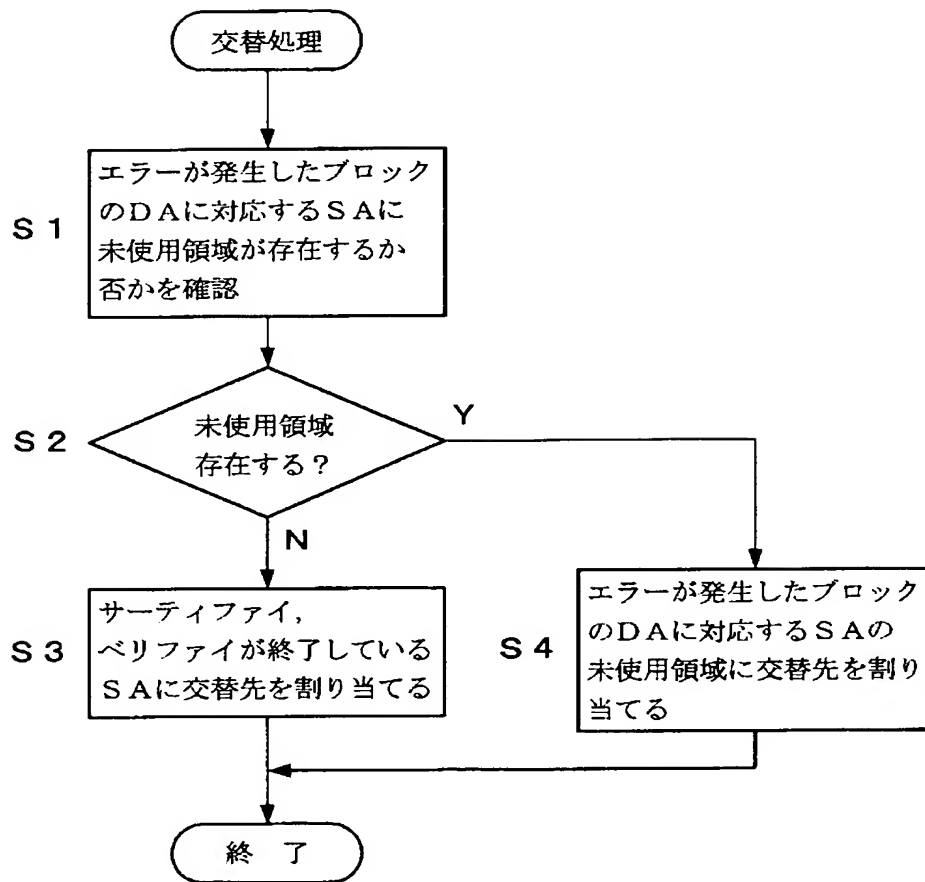 交替処理
S1
エラーが発生したブロック
のDAに対応するSAに
未使用領域が存在するか
否かを確認
S2
未使用領域
存在する？
Y
N
S3
サーティファイ，
ベリファイが終了している
SAに交替先を割り当てる
S4
エラーが発生したブロック
のDAに対応するSAの
未使用領域に交替先を割り
当てる
終 了